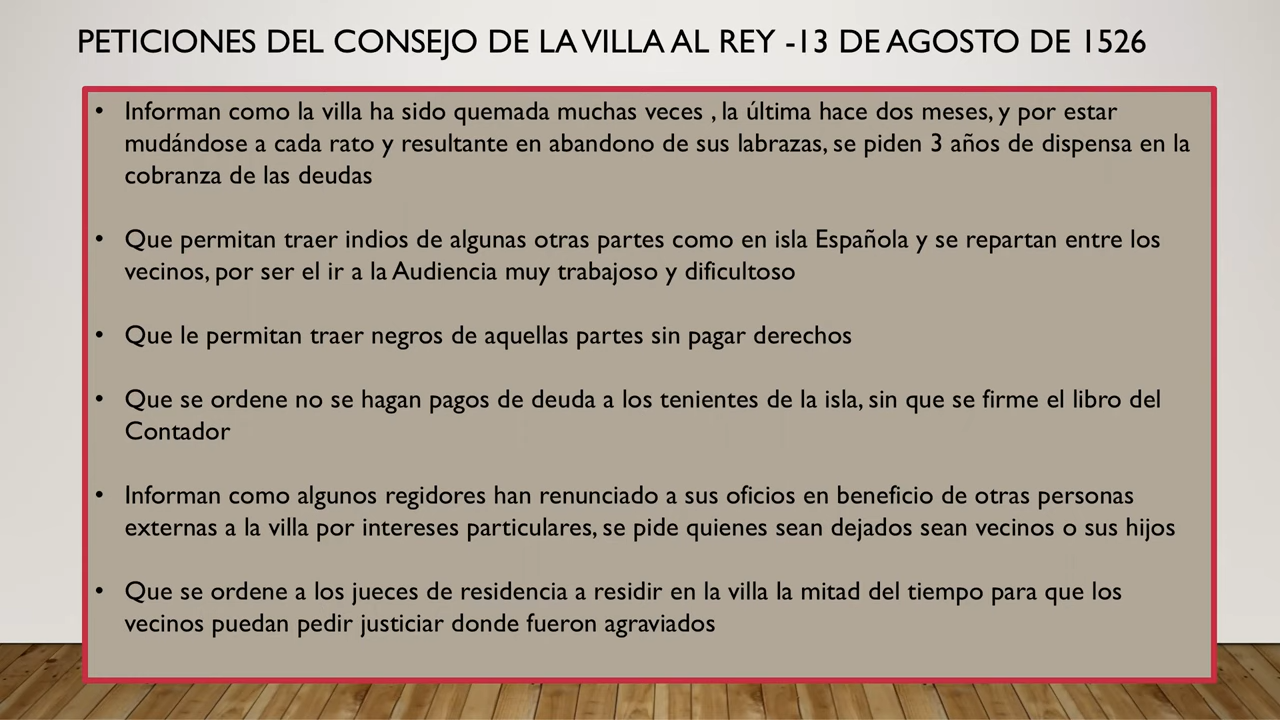 PETICIONES DEL CONSEJO DE LA VILLA AL REY -13 DE AGOSTO DE 1526
• Informan como la villa ha sido quemada muchas veces , la última hace dos meses, y por estar
mudándose a cada rato y resultante en abandono de sus labrazas, se piden 3 años de dispensa en la
cobranza de las deudas
• Que permitan traer indios de algunas otras partes como en isla Española y se repartan entre los
vecinos, por ser el ir a la Audiencia muy trabajoso y dificultoso
• Que le permitan traer negros de aquellas partes sin pagar derechos
• Que se ordene no se hagan pagos de deuda a los tenientes de la isla, sin que se firme el libro del
Contador
• Informan como algunos regidores han renunciado a sus oficios en beneficio de otras personas
externas a la villa por intereses particulares, se pide quienes sean dejados sean vecinos o sus hijos
• Que se ordene a los jueces de residencia a residir en la villa la mitad del tiempo para que los
vecinos puedan pedir justiciar donde fueron agraviados